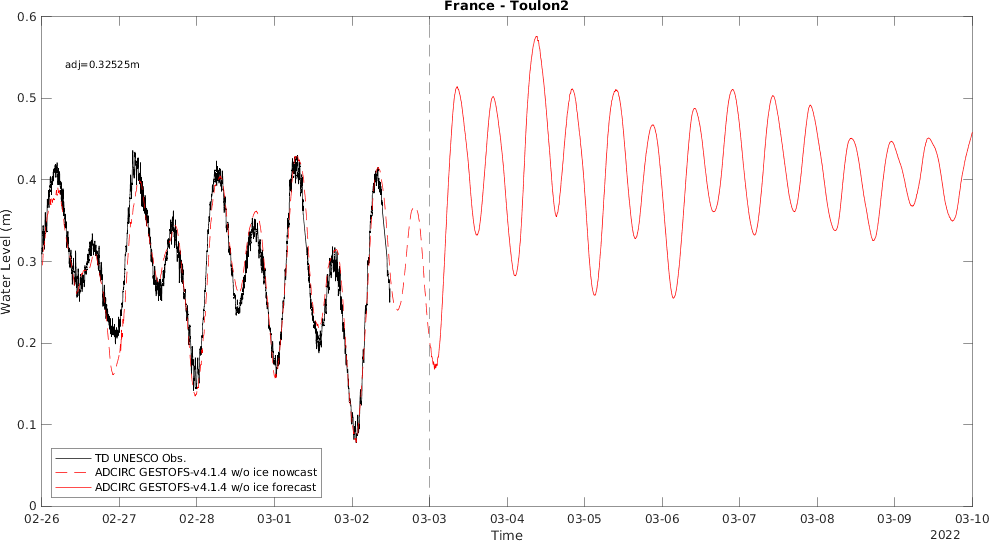 France - Toulon2
adj=0.32525m
0.6
0.5
0.4
0.3
0.2
0.1
0
Water Level (m)
TD UNESCO Obs.
ADCIRC GESTOFS-v4.1.4 w/o ice nowcast
ADCIRC GESTOFS-v4.1.4 w/o ice forecast
02-26 02-27 02-28 03-01 03-02 03-03 03-04 03-05 03-06 03-07 03-08 03-09 03-10
Time
2022